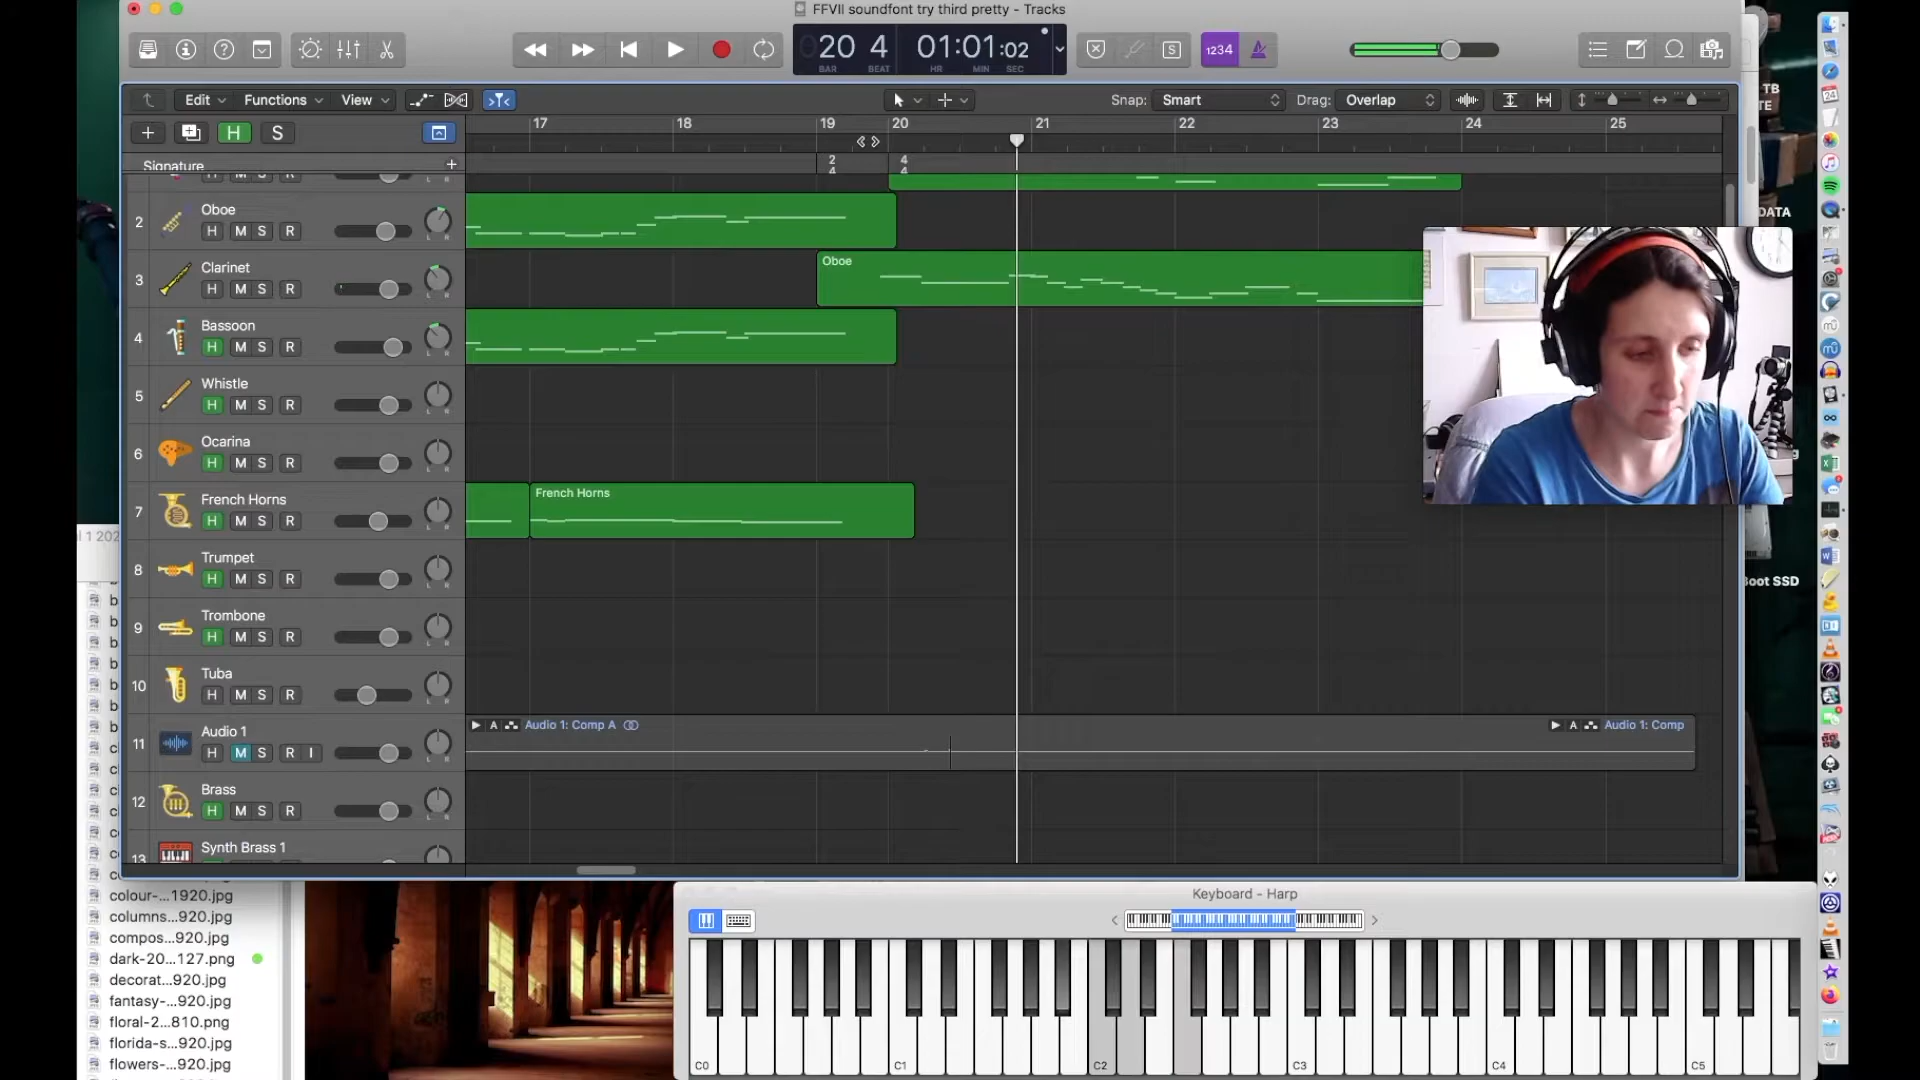 FFVII soundfont try third pretty - Tracks
20 4 01:01:02
BAR BEAT HR MIN SEC
S 1234
Edit Functions View Snap: Smart Drag: Overlap
H S 17 18 19 20 21 22 23 24 25
Signature
2 4
4 4
2 Oboe
H M S R
3 Clarinet
H M S R
Oboe
4 Bassoon
H M S R
5 Whistle
H M S R
6 Ocarina
H M S R
7 French Horns
H M S R
French Horns
8 Trumpet
H M S R
9 Trombone
H M S R
10 Tuba
H M S R
11 Audio 1
H M S R I
A Audio 1: Comp A
A Audio 1: Comp
12 Brass
H M S R
13 Synth Brass 1
TB
DATA
Boot SSD
colour-...1920.jpg
columns...920.jpg
compos...920.jpg
dark-20...127.png
decorat...920.jpg
fantasy-...920.jpg
floral-2...810.png
florida-s...920.jpg
flowers-...920.jpg
Keyboard - Harp
C0 C1 C2 C3 C4 C5